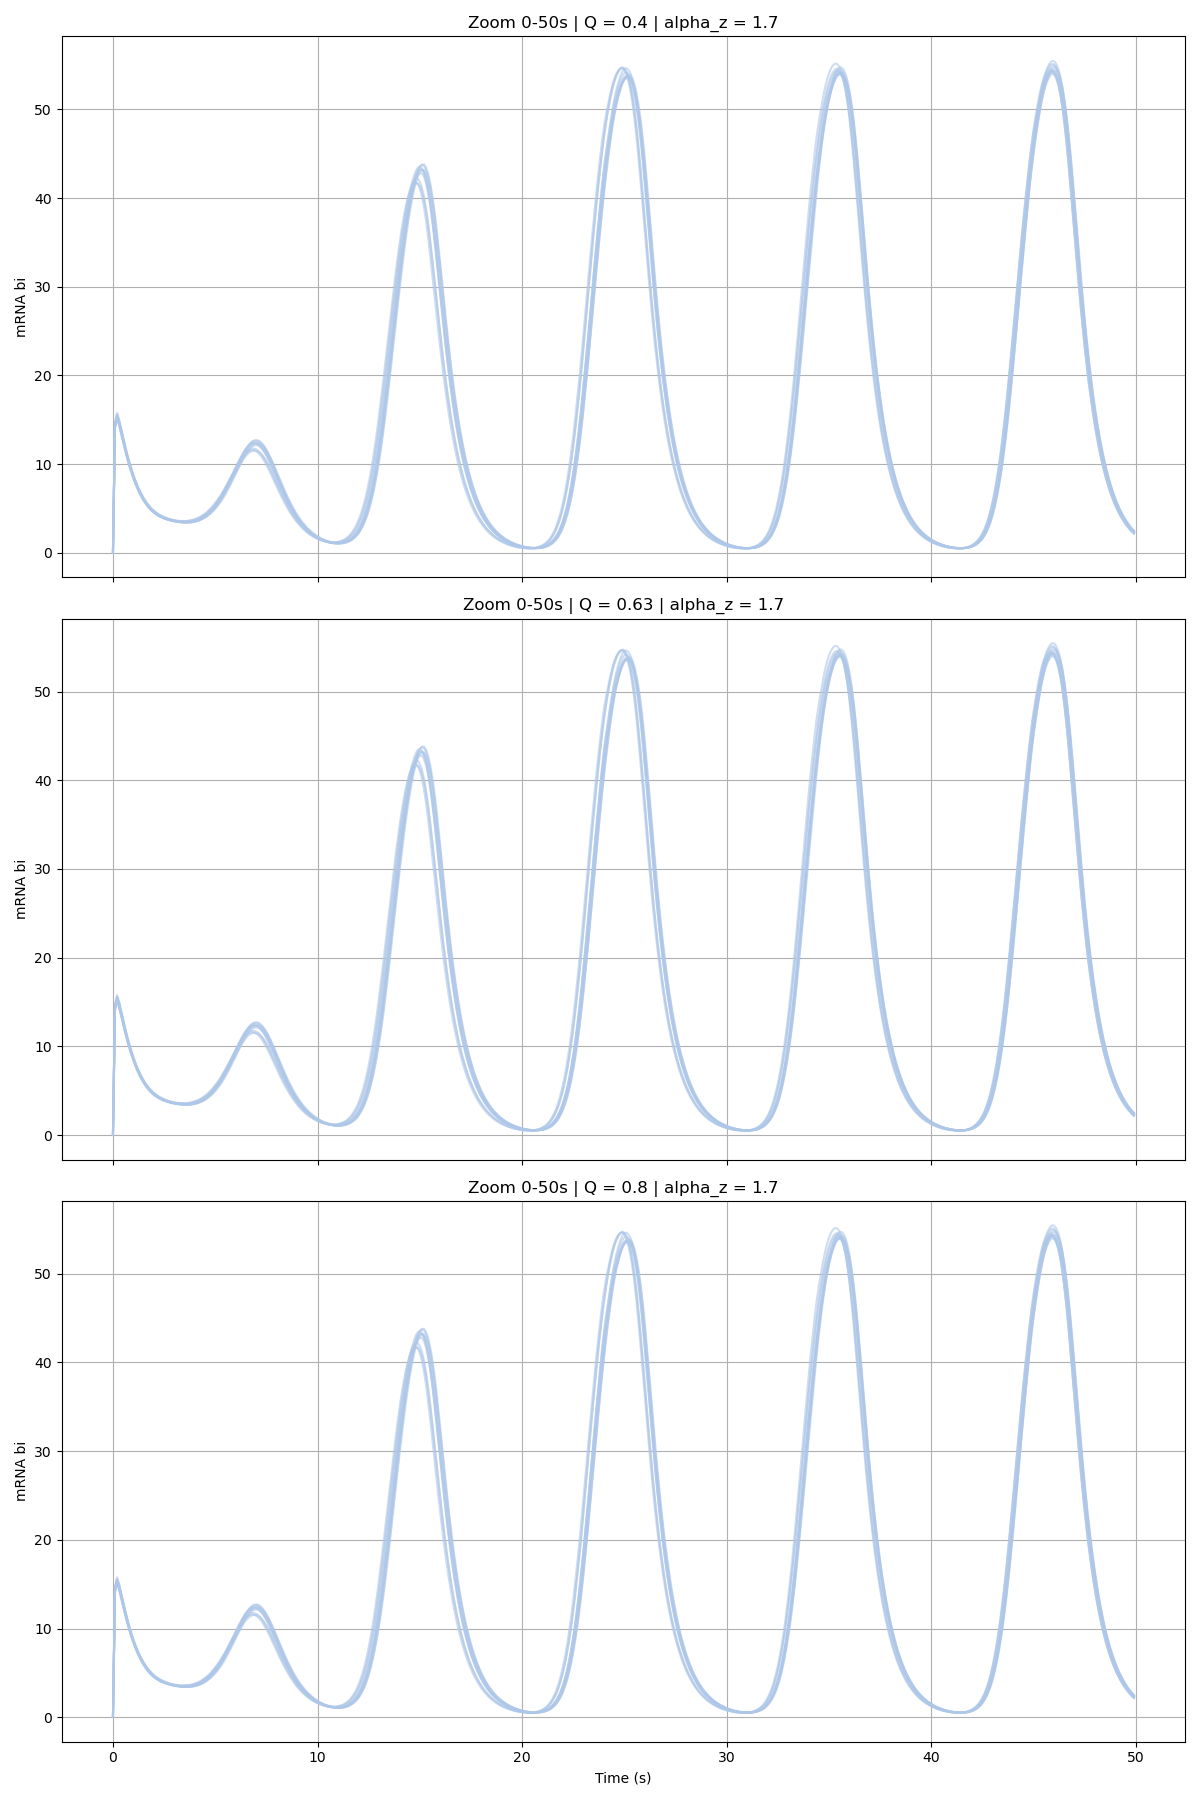 Zoom 0-50s | Q = 0.4 | alpha_z = 1.7
50
40
30
20
10
0
mRNA bi
Zoom 0-50s | Q = 0.63 | alpha_z = 1.7
50
40
30
20
10
0
mRNA bi
Zoom 0-50s | Q = 0.8 | alpha_z = 1.7
50
40
30
20
10
0
mRNA bi
0 10 20 30 40 50
Time (s)